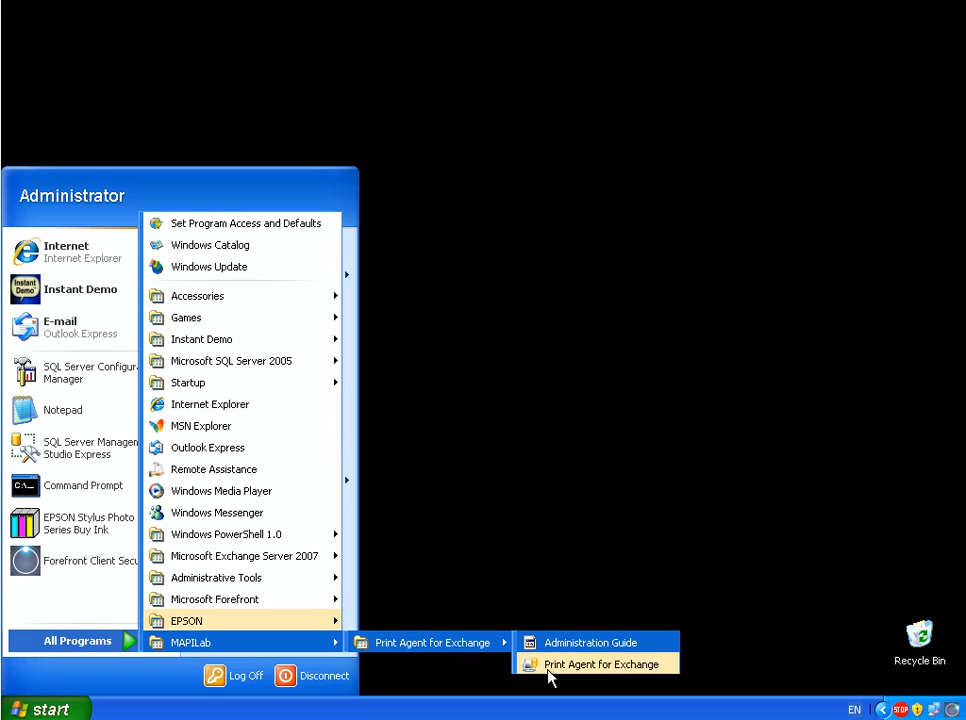 Administrator
Internet
Internet Explorer
Instant Demo
Instant Demo
E-mail
Outlook Express
SQL Server Configura
Manager
Notepad
SQL Server Managem
Studio Express
C:\_
Command Prompt
EPSON Stylus Photo
Series Buy Ink
Forefront Client Secu
All Programs
Set Program Access and Defaults
Windows Catalog
Windows Update
Accessories
Games
Instant Demo
Microsoft SQL Server 2005
Startup
Internet Explorer
MSN Explorer
Outlook Express
Remote Assistance
Windows Media Player
Windows Messenger
Windows PowerShell 1.0
Microsoft Exchange Server 2007
Administrative Tools
Microsoft Forefront
EPSON
MAPILab
Print Agent for Exchange
Administration Guide
Print Agent for Exchange
Log Off
Disconnect
Recycle Bin
start
EN
STOP